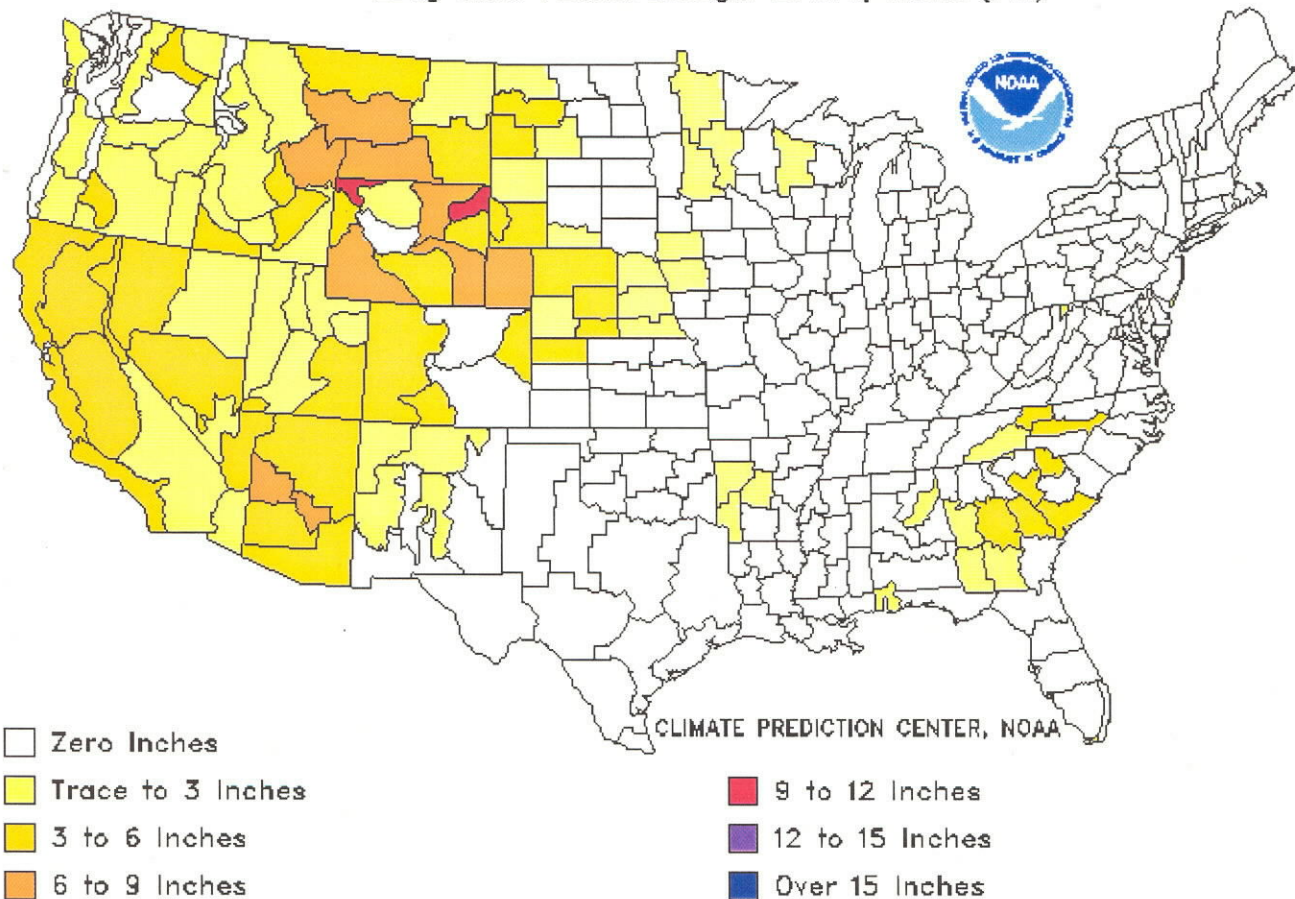 CLIMATE PREDICTION CENTER, NOAA
NOAA
Zero Inches
Trace to 3 Inches
3 to 6 Inches
6 to 9 Inches
9 to 12 Inches
12 to 15 Inches
Over 15 Inches